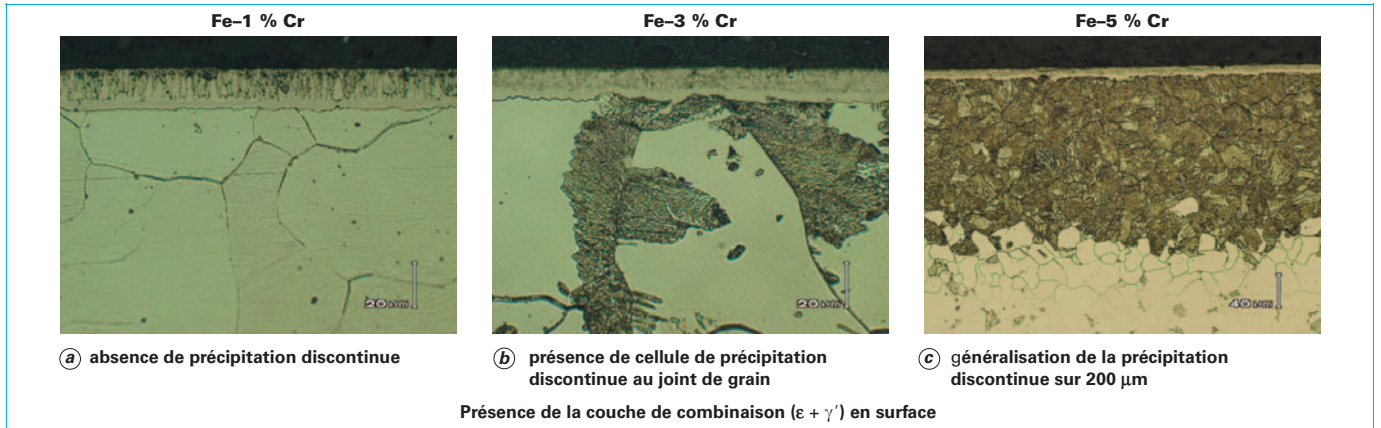 Fe–1 % Cr
Fe–3 % Cr
Fe–5 % Cr
20 µm
20 µm
40 µm
ⓐ absence de précipitation discontinue
ⓑ présence de cellule de précipitation
discontinue au joint de grain
ⓒ généralisation de la précipitation
discontinue sur 200 µm
Présence de la couche de combinaison (ε + γ′) en surface